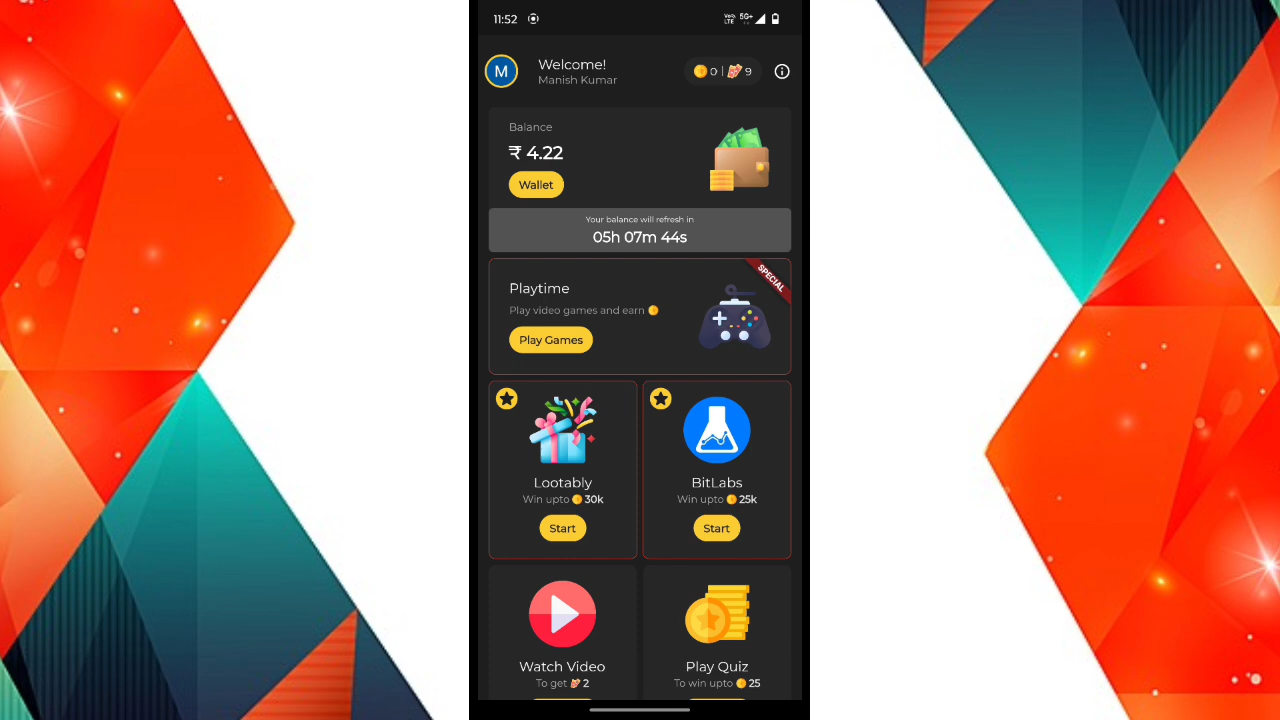 11:52
VoLTE 5G+
Welcome!
Manish Kumar
M
0 | 9
Balance
₹ 4.22
Wallet
Your balance will refresh in
05h 07m 44s
SPECIAL
Playtime
Play video games and earn
Play Games
Lootably
Win upto 30k
Start
BitLabs
Win upto 25k
Start
Watch Video
To get 2
Play Quiz
To win upto 25